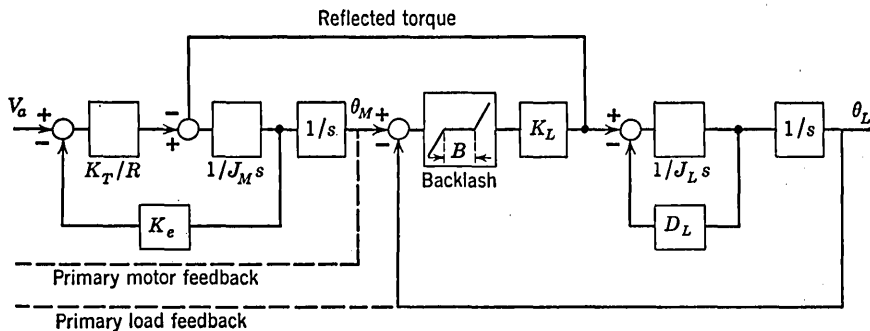 Reflected torque
V_a
+
−
K_T/R
−
+
1/J_M s
1/s
θ_M
+
−
B
Backlash
K_L
+
−
1/J_L s
1/s
θ_L
K_e
D_L
Primary motor feedback
Primary load feedback